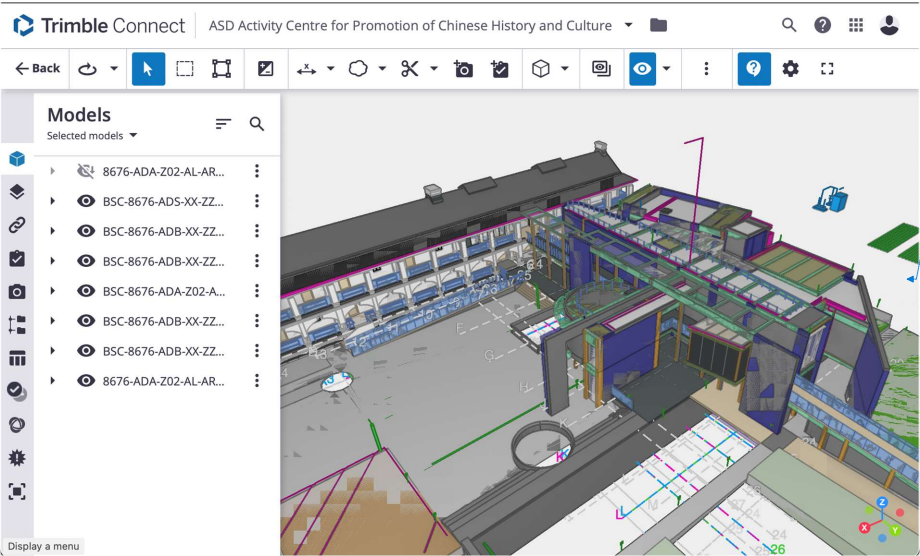 Trimble Connect
ASD Activity Centre for Promotion of Chinese History and Culture
Back
x
Models
Selected models
8676-ADA-Z02-AL-AR...
BSC-8676-ADS-XX-ZZ...
BSC-8676-ADB-XX-ZZ...
BSC-8676-ADB-XX-ZZ...
BSC-8676-ADA-Z02-A...
BSC-8676-ADB-XX-ZZ...
BSC-8676-ADB-XX-ZZ...
8676-ADA-Z02-AL-AR...
F
G
H
K
L
M
24
26
Z
X
Y
Display a menu